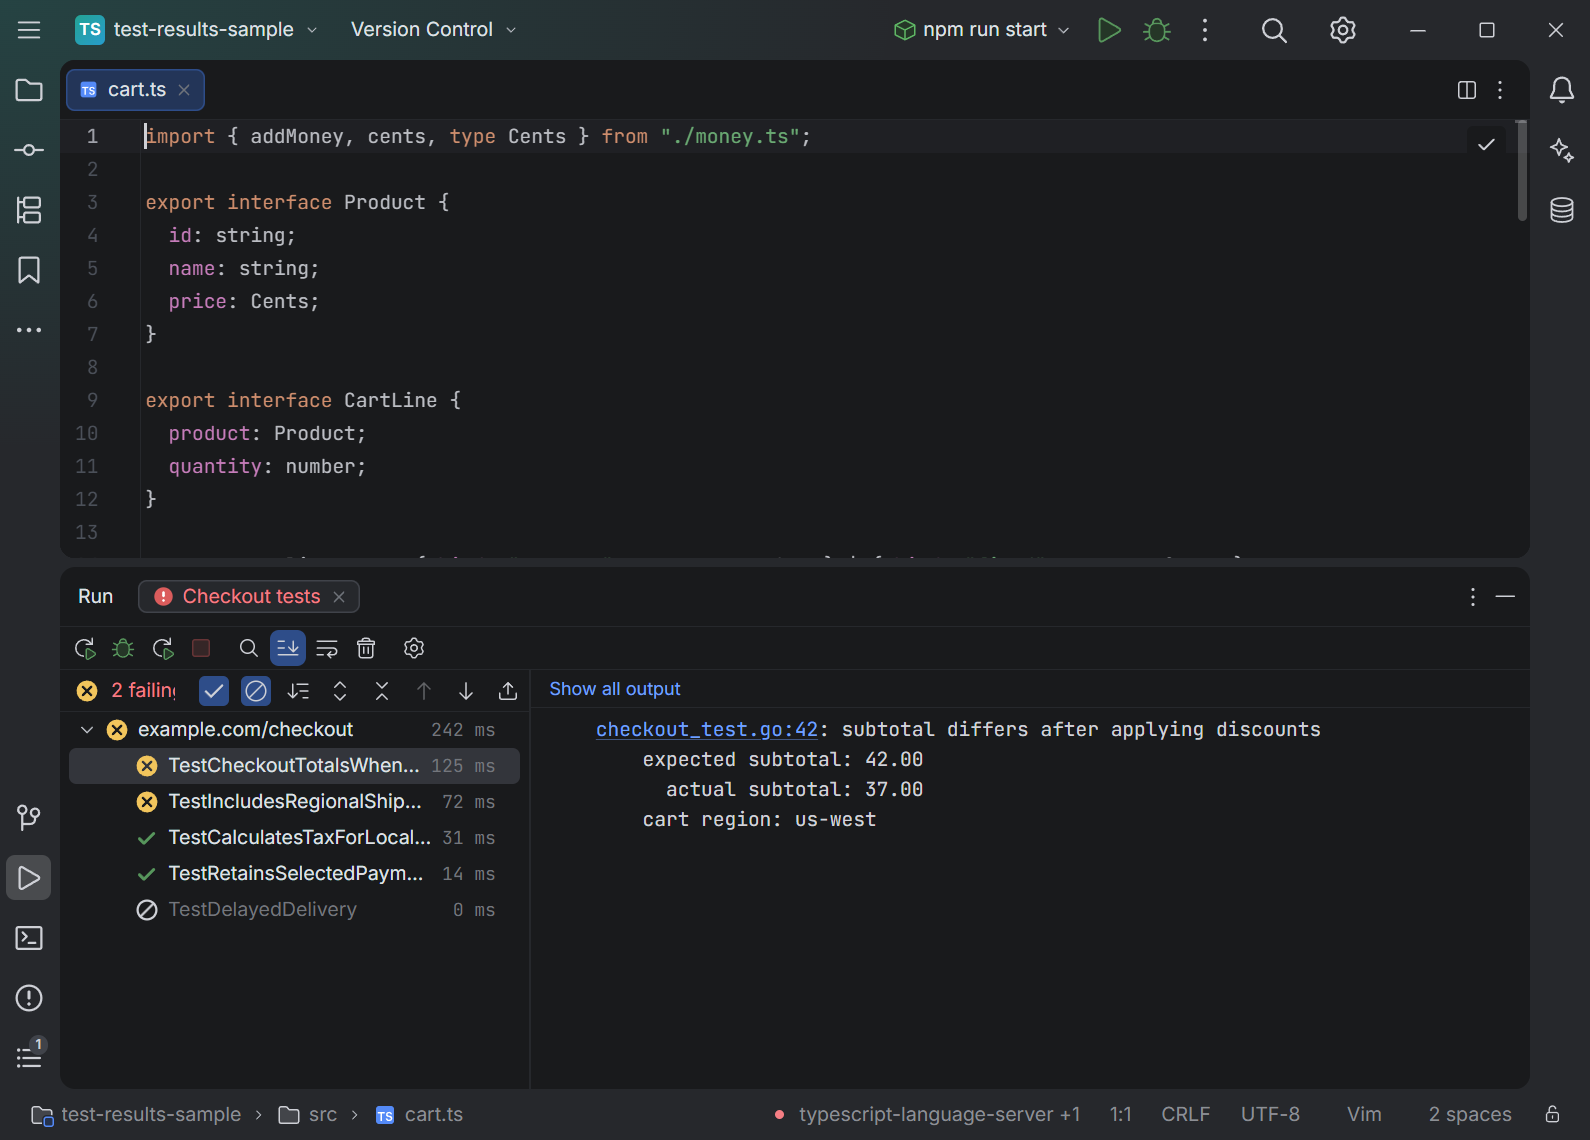 TS test-results-sample Version Control npm run start
TS cart.ts
1 import { addMoney, cents, type Cents } from "./money.ts";
2
3 export interface Product {
4 id: string;
5 name: string;
6 price: Cents;
7 }
8
9 export interface CartLine {
10 product: Product;
11 quantity: number;
12 }
13
Run Checkout tests
2 failin
Show all output
example.com/checkout 242 ms
TestCheckoutTotalsWhen... 125 ms
TestIncludesRegionalShip... 72 ms
TestCalculatesTaxForLocal... 31 ms
TestRetainsSelectedPaym... 14 ms
TestDelayedDelivery 0 ms
checkout_test.go:42: subtotal differs after applying discounts
expected subtotal: 42.00
actual subtotal: 37.00
cart region: us-west
1
test-results-sample › src › TS cart.ts typescript-language-server +1 1:1 CRLF UTF-8 Vim 2 spaces